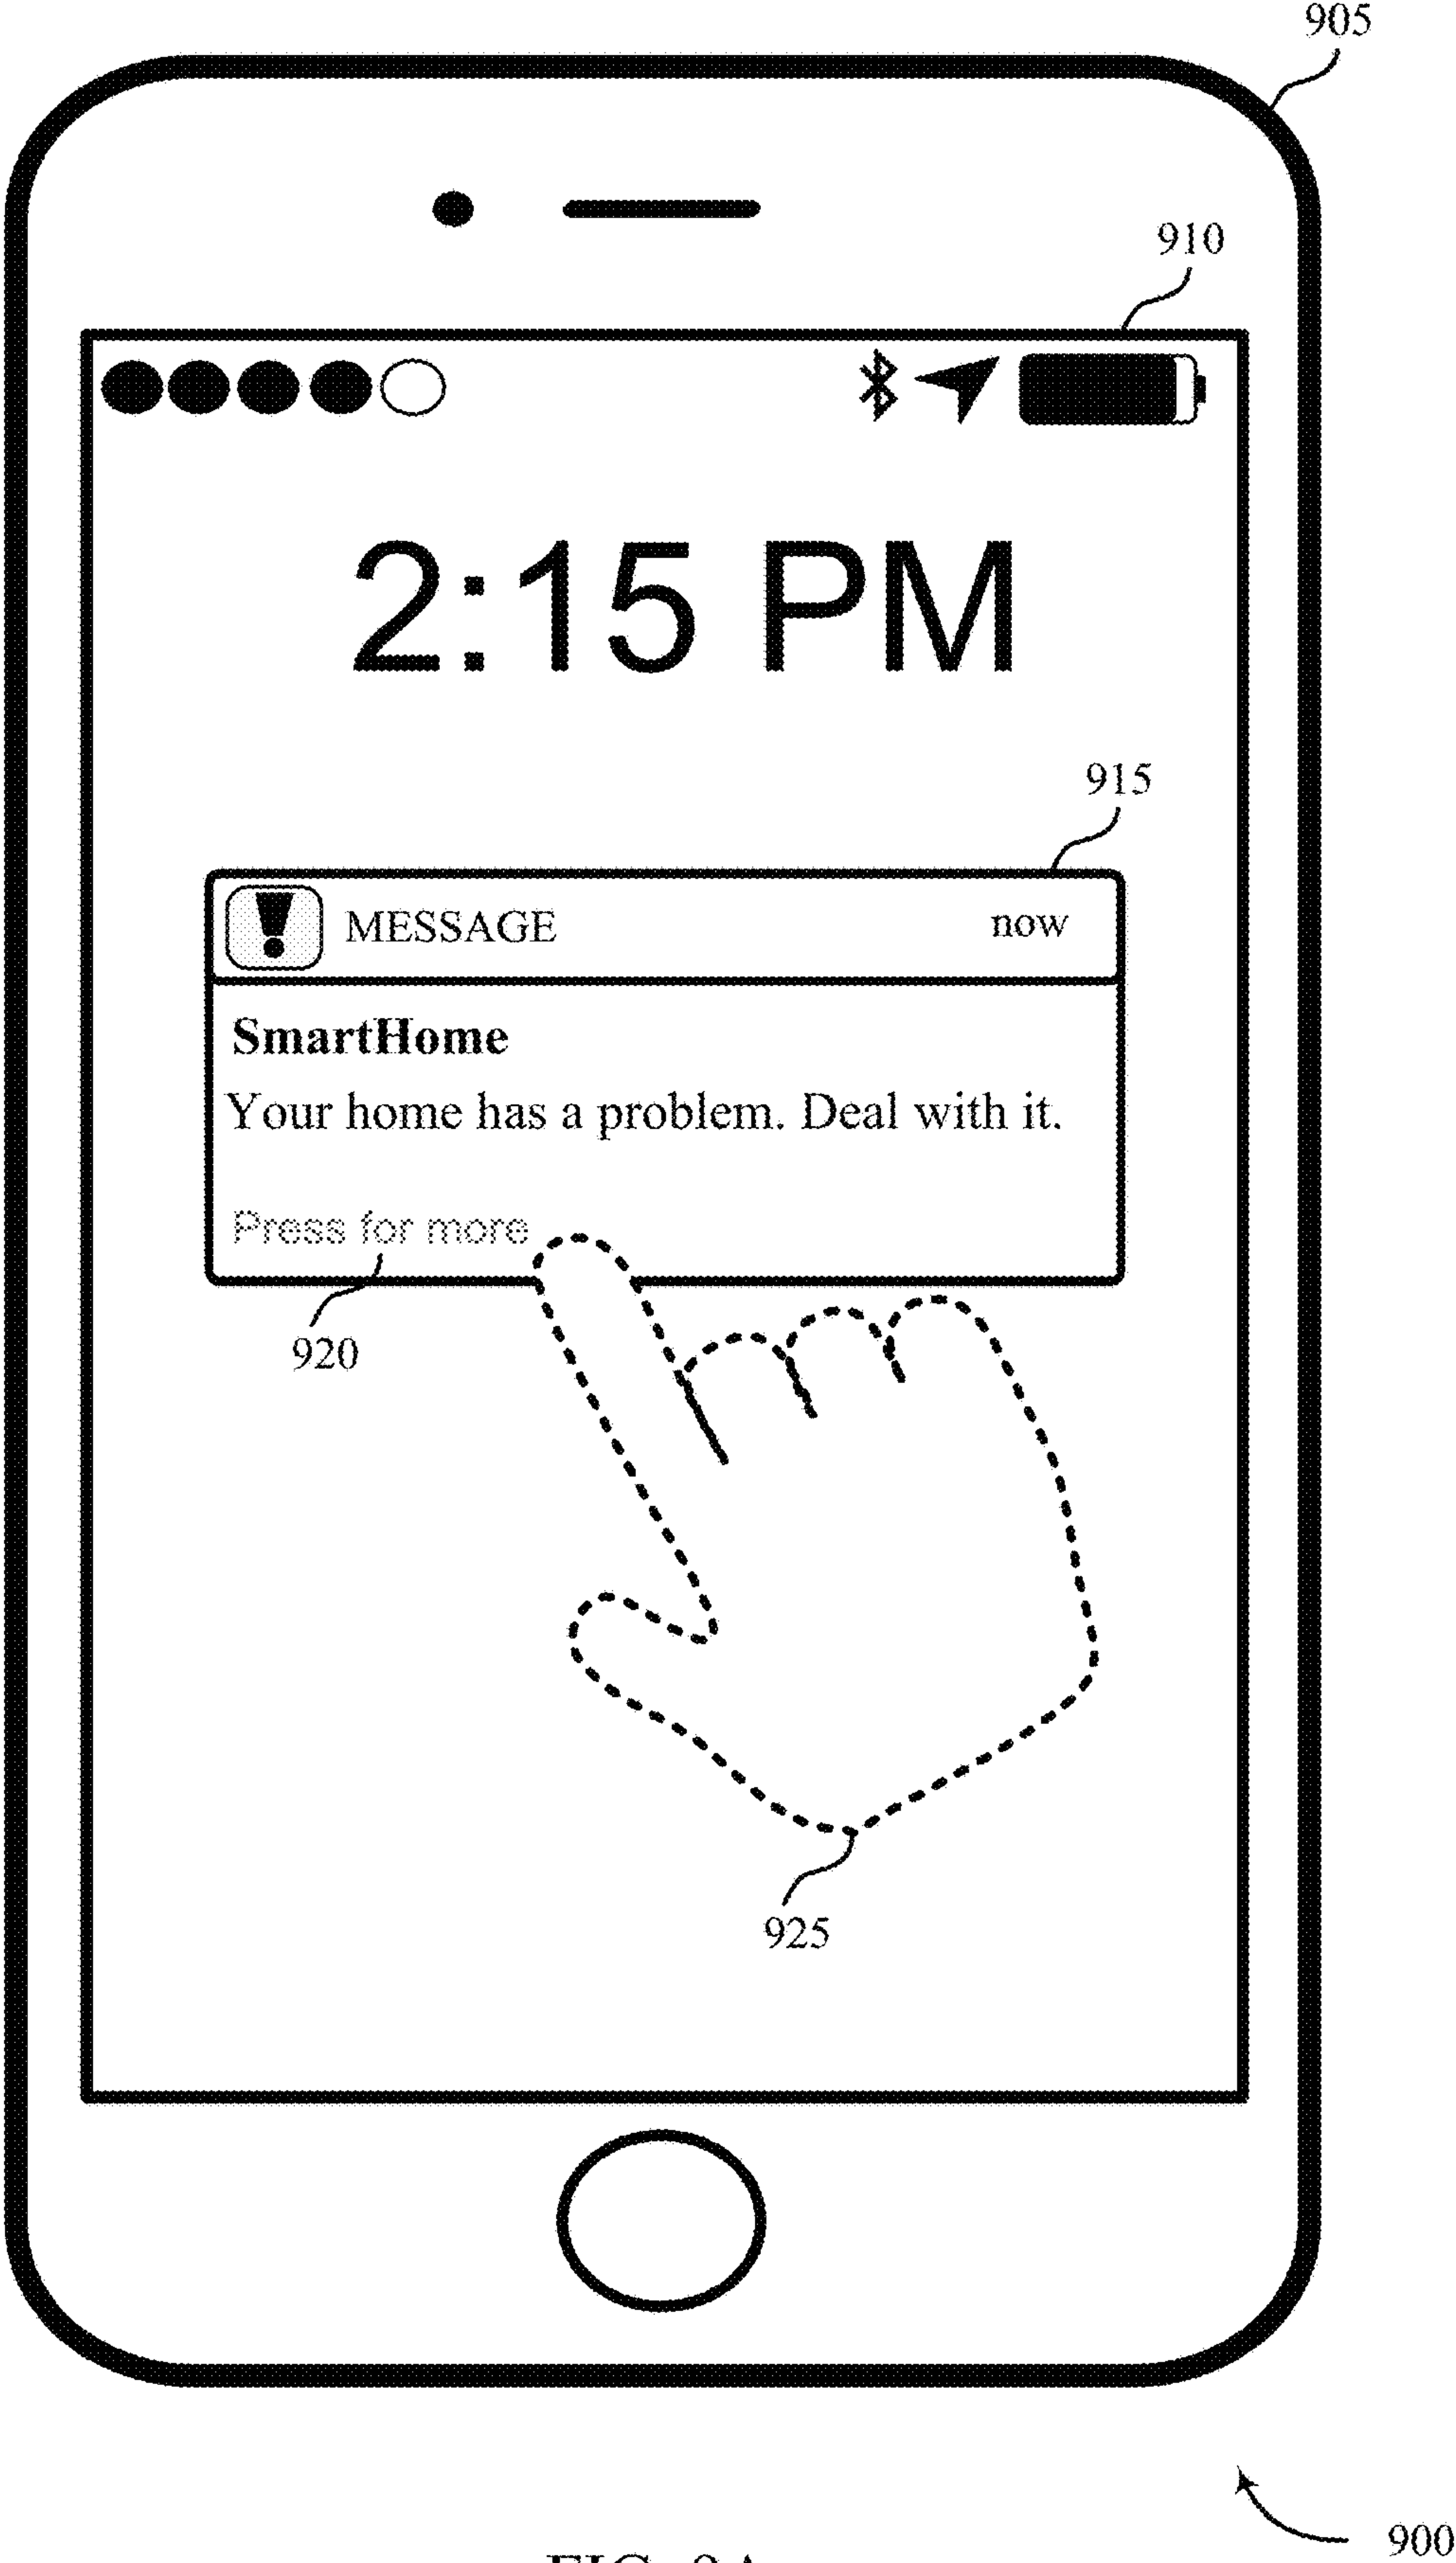 905
910
2:15 PM
915
MESSAGE now
SmartHome
Your home has a problem. Deal with it.
Press for more
920
925
900